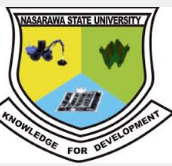 NASARAWA STATE UNIVERSITY
KNOWLEDGE FOR DEVELOPMENT